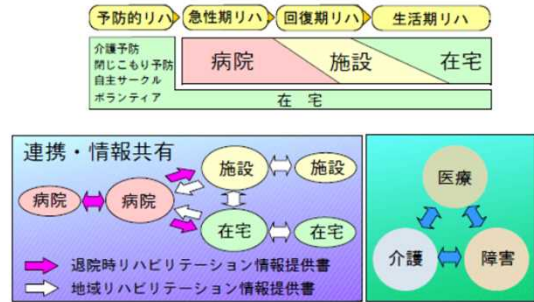 予防的リハ 急性期リハ 回復期リハ 生活期リハ
介護予防
閉じこもり予防
自主サークル
ボランティア
病院 施設 在宅
在 宅
連携・情報共有
病院 病院 施設 施設
在宅 在宅
退院時リハビリテーション情報提供書
地域リハビリテーション情報提供書
医療
介護 障害